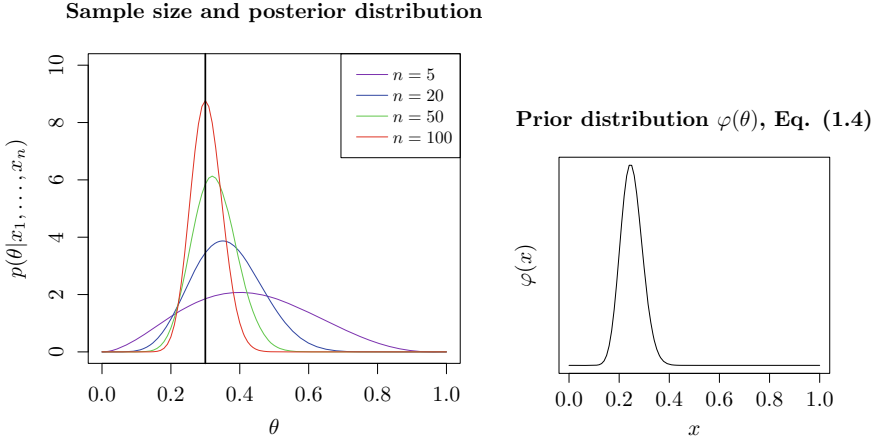 Sample size and posterior distribution
p(θ|x₁, . . . , xₙ)
10
8
6
4
2
0
n = 5
n = 20
n = 50
n = 100
0.0 0.2 0.4 0.6 0.8 1.0
θ
Prior distribution φ(θ), Eq. (1.4)
φ(x)
0.0 0.2 0.4 0.6 0.8 1.0
x